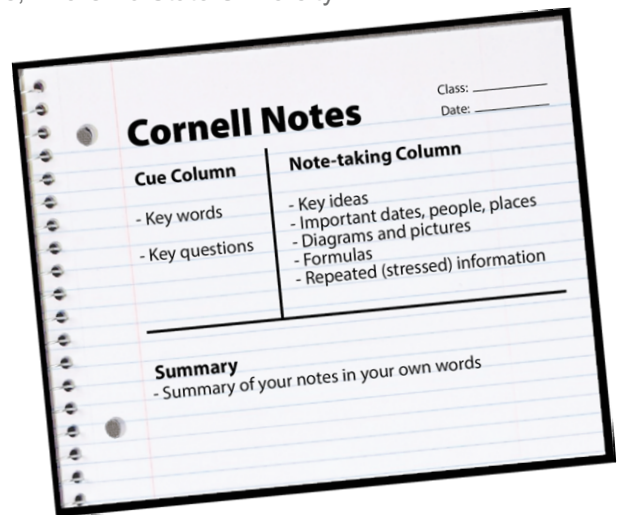 Class:
Date:
Cornell Notes
Cue Column
- Key words
- Key questions
Note-taking Column
- Key ideas
- Important dates, people, places
- Diagrams and pictures
- Formulas
- Repeated (stressed) information
Summary
- Summary of your notes in your own words